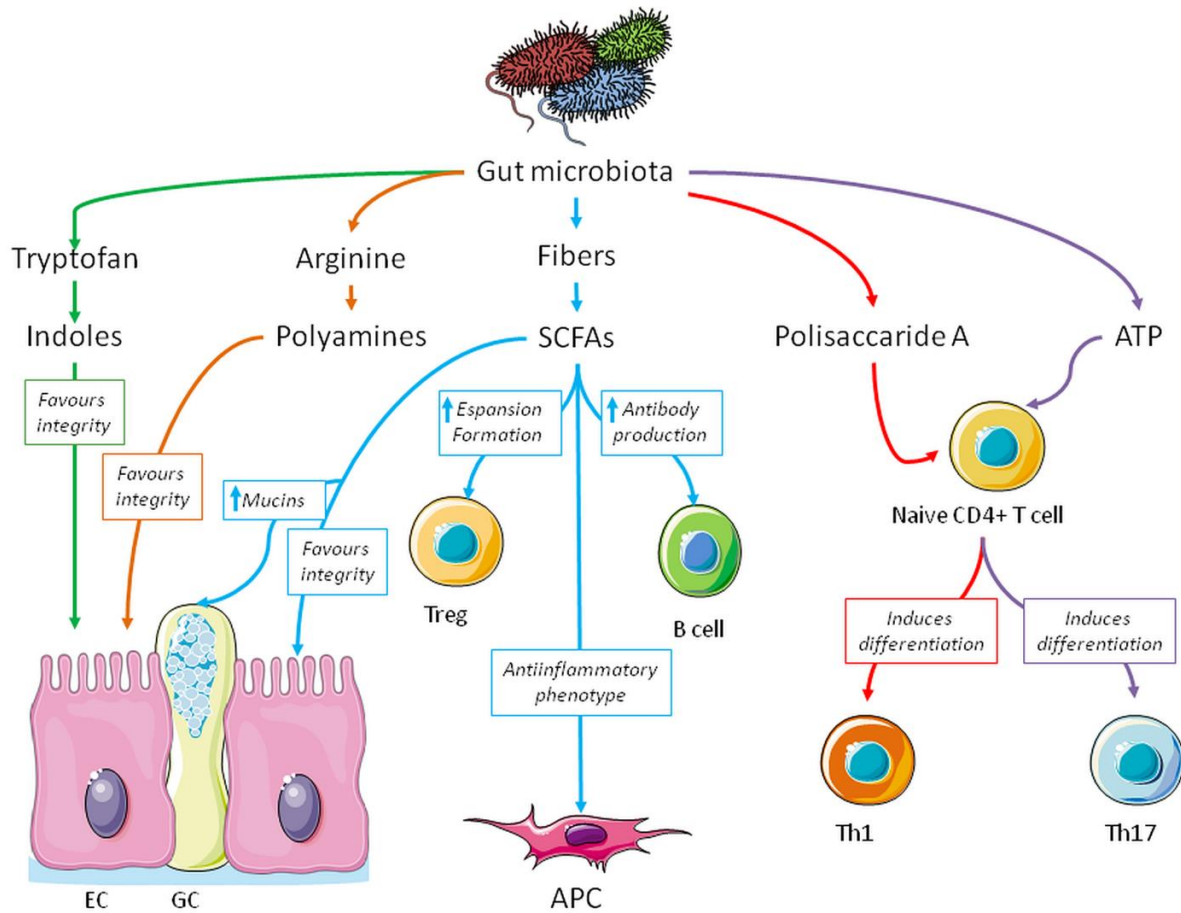 Gut microbiota
Tryptofan
Arginine
Fibers
Indoles
Polyamines
SCFAs
Polisaccaride A
ATP
Favours
integrity
Favours
integrity
Mucins
Favours
integrity
Espansion
Formation
Antibody
production
Treg
B cell
Naive CD4+ T cell
Antiinflammatory
phenotype
Induces
differentiation
Induces
differentiation
Th1
Th17
EC
GC
APC